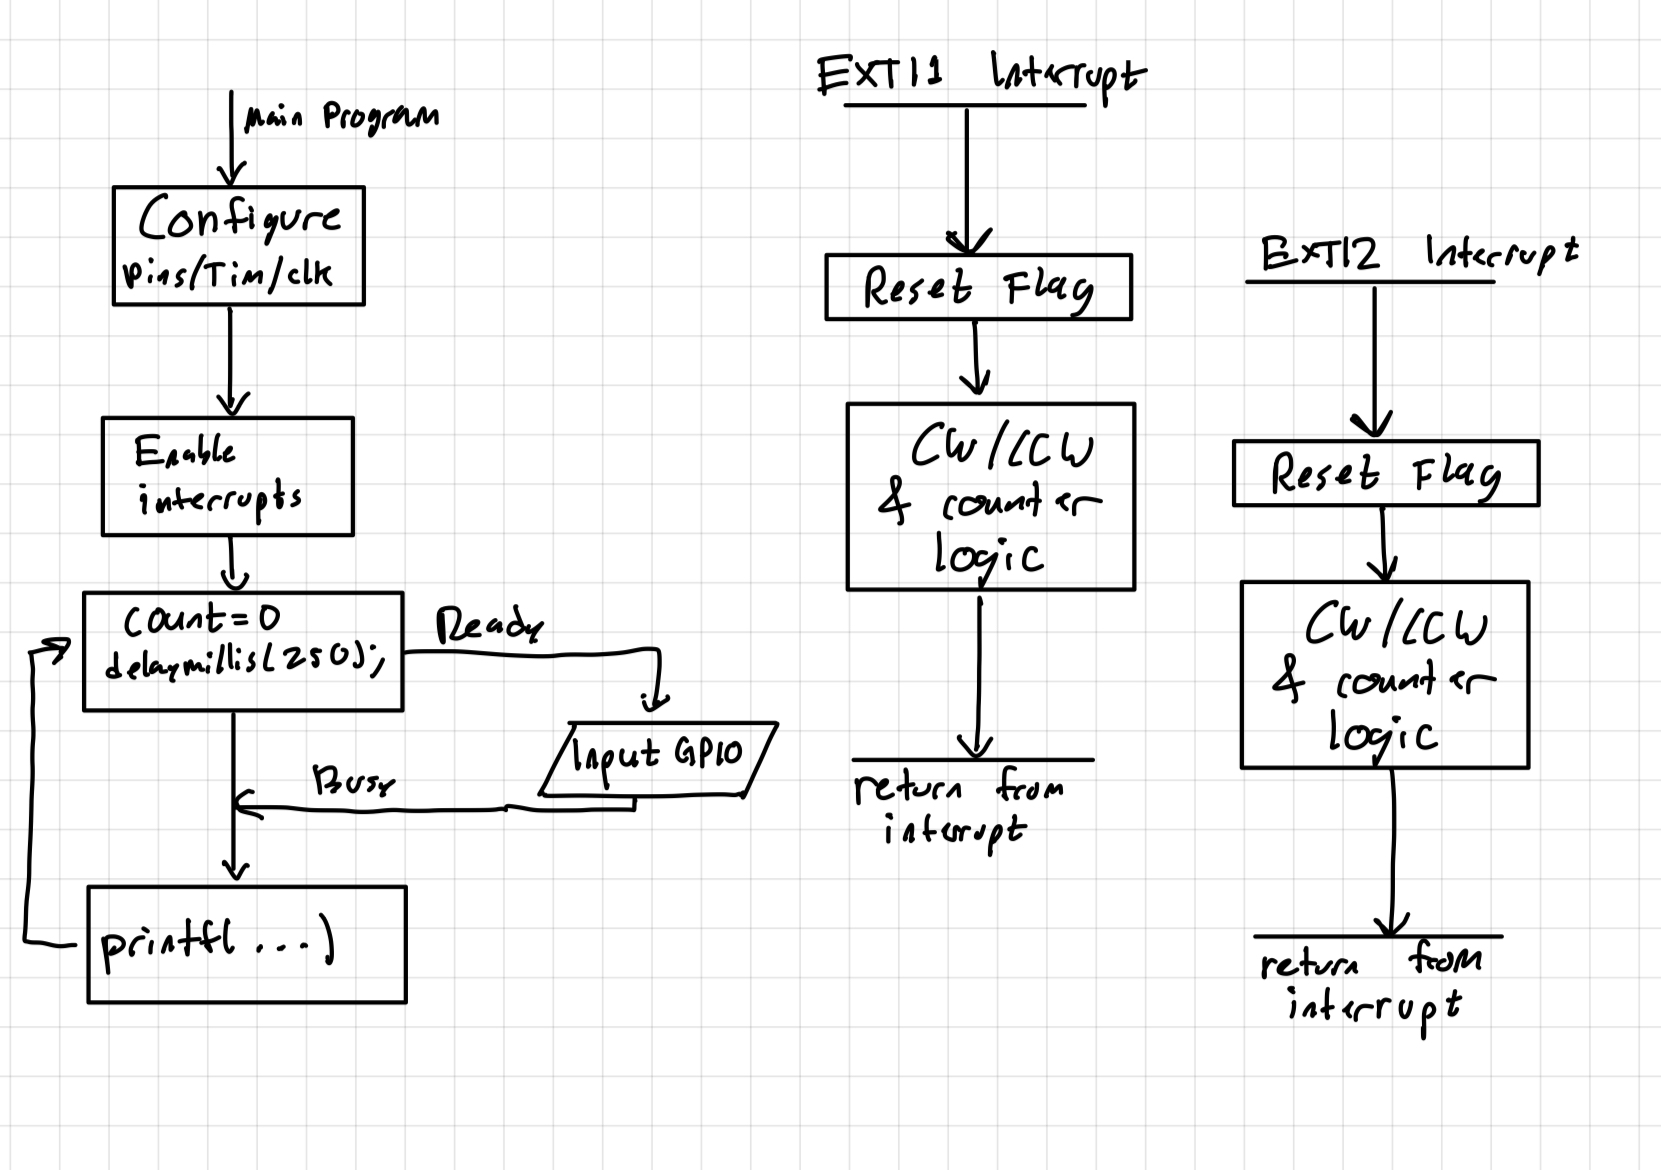 Main Program
Configure
Pins/Tim/clk
Enable
interrupts
count=0
delaymillis(250);
Ready
Input GPIO
Busy
printf(...)
EXTI1 Interrupt
Reset Flag
CW/CCW
& counter
logic
return from
interrupt
EXTI2 Interrupt
Reset Flag
CW/CCW
& counter
logic
return from
interrupt